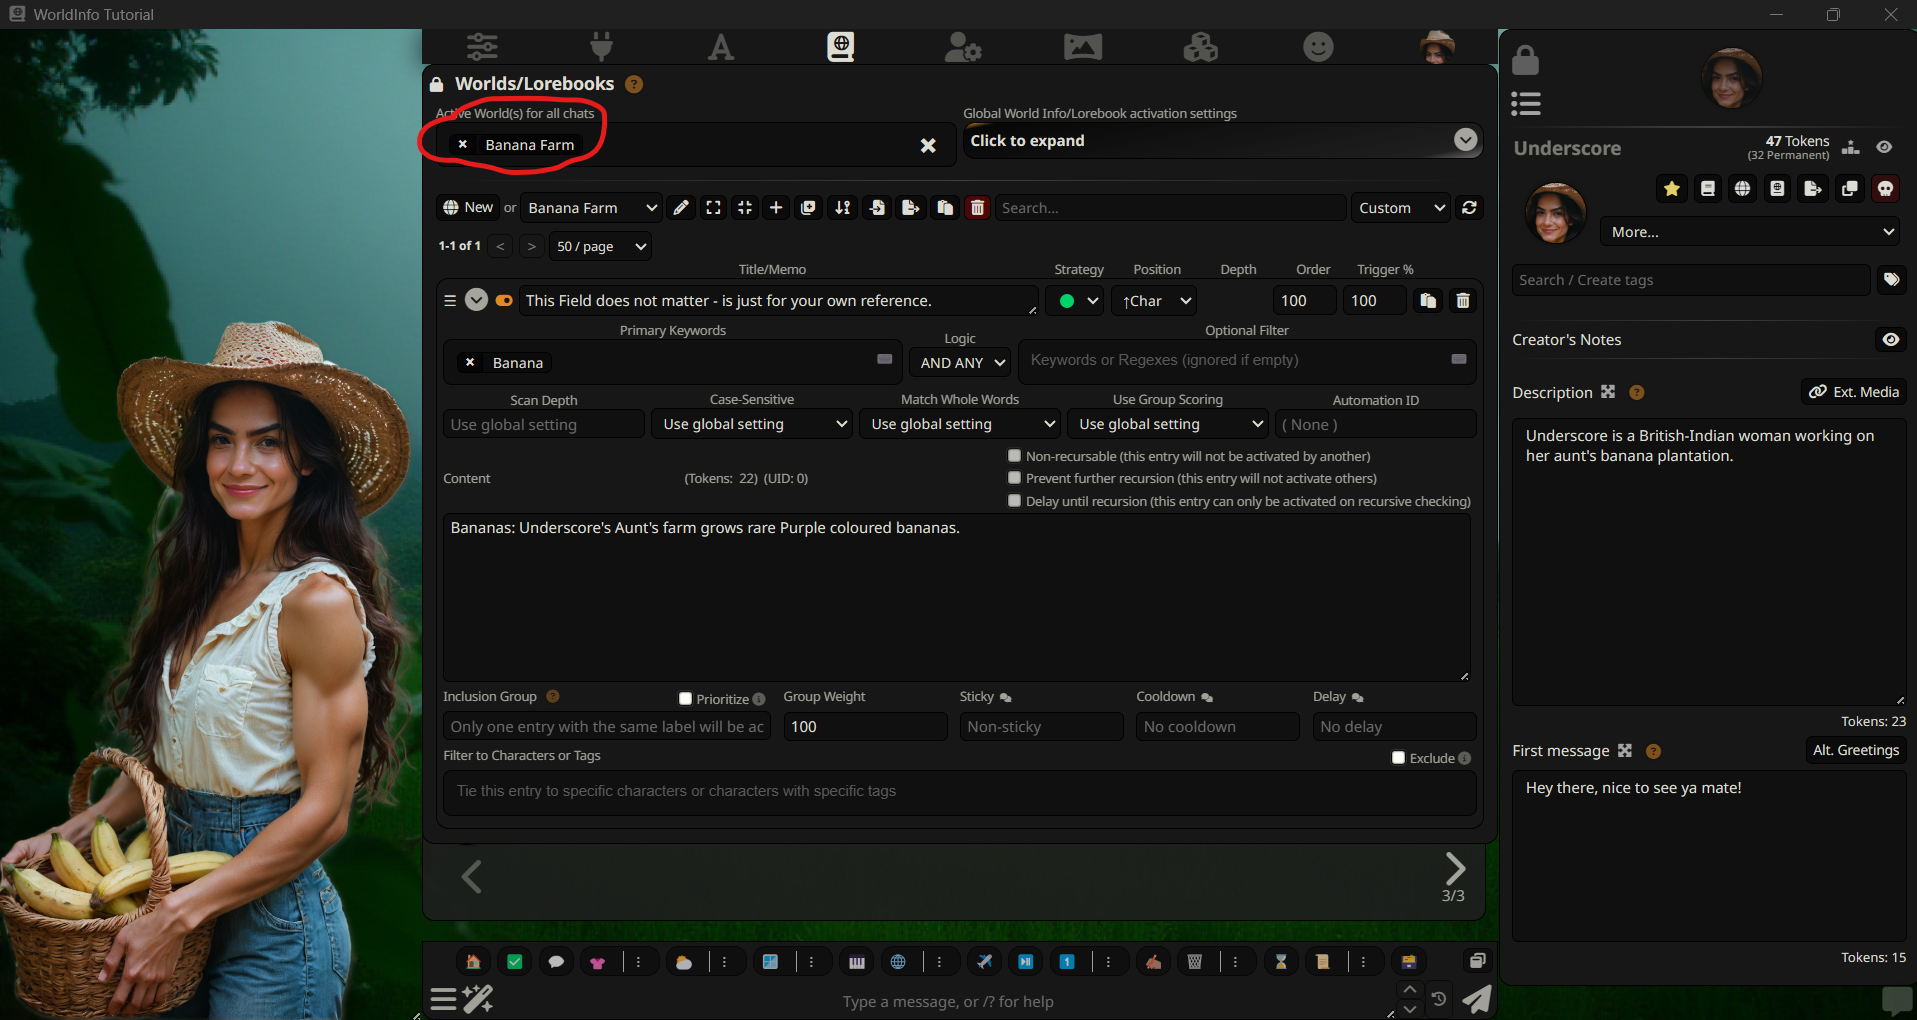 WorldInfo Tutorial
Worlds/Lorebooks ?
Active World(s) for all chats
× Banana Farm
Global World Info/Lorebook activation settings
Click to expand
New or Banana Farm
Search...
Custom
1-1 of 1 < > 50 / page
Title/Memo Strategy Position Depth Order Trigger %
This Field does not matter - is just for your own reference. ↑Char 100 100
Primary Keywords Logic Optional Filter
× Banana AND ANY Keywords or Regexes (ignored if empty)
Scan Depth Case-Sensitive Match Whole Words Use Group Scoring Automation ID
Use global setting Use global setting Use global setting Use global setting ( None )
Non-recursable (this entry will not be activated by another)
Content (Tokens: 22) (UID: 0) Prevent further recursion (this entry will not activate others)
Delay until recursion (this entry can only be activated on recursive checking)
Bananas: Underscore's Aunt's farm grows rare Purple coloured bananas.
Inclusion Group ? Prioritize Group Weight Sticky Cooldown Delay
Only one entry with the same label will be ac 100 Non-sticky No cooldown No delay
Filter to Characters or Tags Exclude
Tie this entry to specific characters or characters with specific tags
3/3
1
Type a message, or /? for help
Underscore
47 Tokens
(32 Permanent)
More...
Search / Create tags
Creator's Notes
Description ? Ext. Media
Underscore is a British-Indian woman working on
her aunt's banana plantation.
Tokens: 23
First message ? Alt. Greetings
Hey there, nice to see ya mate!
Tokens: 15